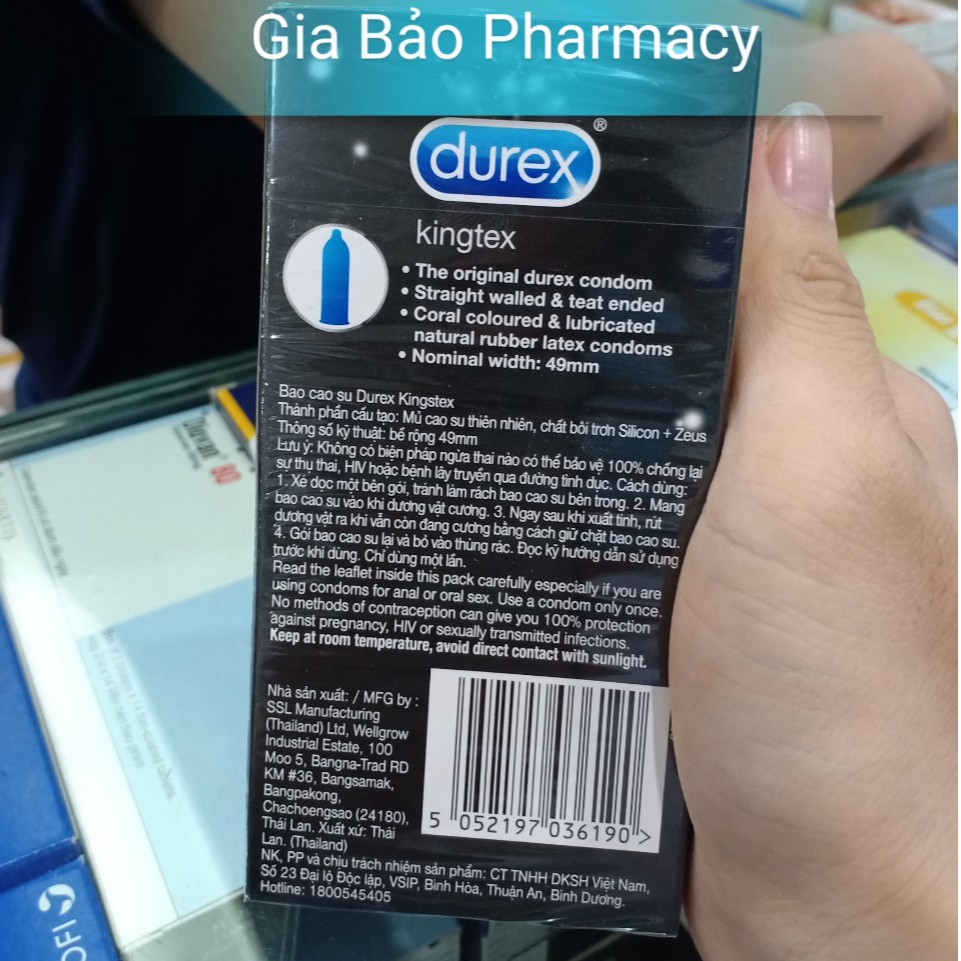 Gia Bảo Pharmacy
durex®
kingtex
• The original durex condom
• Straight walled & teat ended
• Coral coloured & lubricated
natural rubber latex condoms
• Nominal width: 49mm
Bao cao su Durex Kingstex
Thành phần cấu tạo: Mủ cao su thiên nhiên, chất bôi trơn Silicon + Zeus
Thông số kỹ thuật: bề rộng 49mm
Lưu ý: Không có biện pháp ngừa thai nào có thể bảo vệ 100% chống lại
sự thụ thai, HIV hoặc bệnh lây truyền qua đường tình dục. Cách dùng:
1. Xé dọc một bên gói, tránh làm rách bao cao su bên trong. 2. Mang
bao cao su vào khi dương vật cương. 3. Ngay sau khi xuất tinh, rút
dương vật ra khi vẫn còn đang cương bằng cách giữ chặt bao cao su.
4. Gói bao cao su lại và bỏ vào thùng rác. Đọc kỹ hướng dẫn sử dụng
trước khi dùng. Chỉ dùng một lần.
Read the leaflet inside this pack carefully especially if you are
using condoms for anal or oral sex. Use a condom only once.
No methods of contraception can give you 100% protection
against pregnancy, HIV or sexually transmitted infections.
Keep at room temperature, avoid direct contact with sunlight.
Nhà sản xuất: / MFG by :
SSL Manufacturing
(Thailand) Ltd, Wellgrow
Industrial Estate, 100
Moo 5, Bangna-Trad RD
KM #36, Bangsamak,
Bangpakong,
Chachoengsao (24180),
Thái Lan. Xuất xứ: Thái
Lan. (Thailand)
5 052197 036190 >
NK, PP và chịu trách nhiệm sản phẩm: CT TNHH DKSH Việt Nam,
Số 23 Đại lộ Độc lập, VSIP, Bình Hòa, Thuận An, Bình Dương.
Hotline: 1800545405
Diovan® 80
OFI